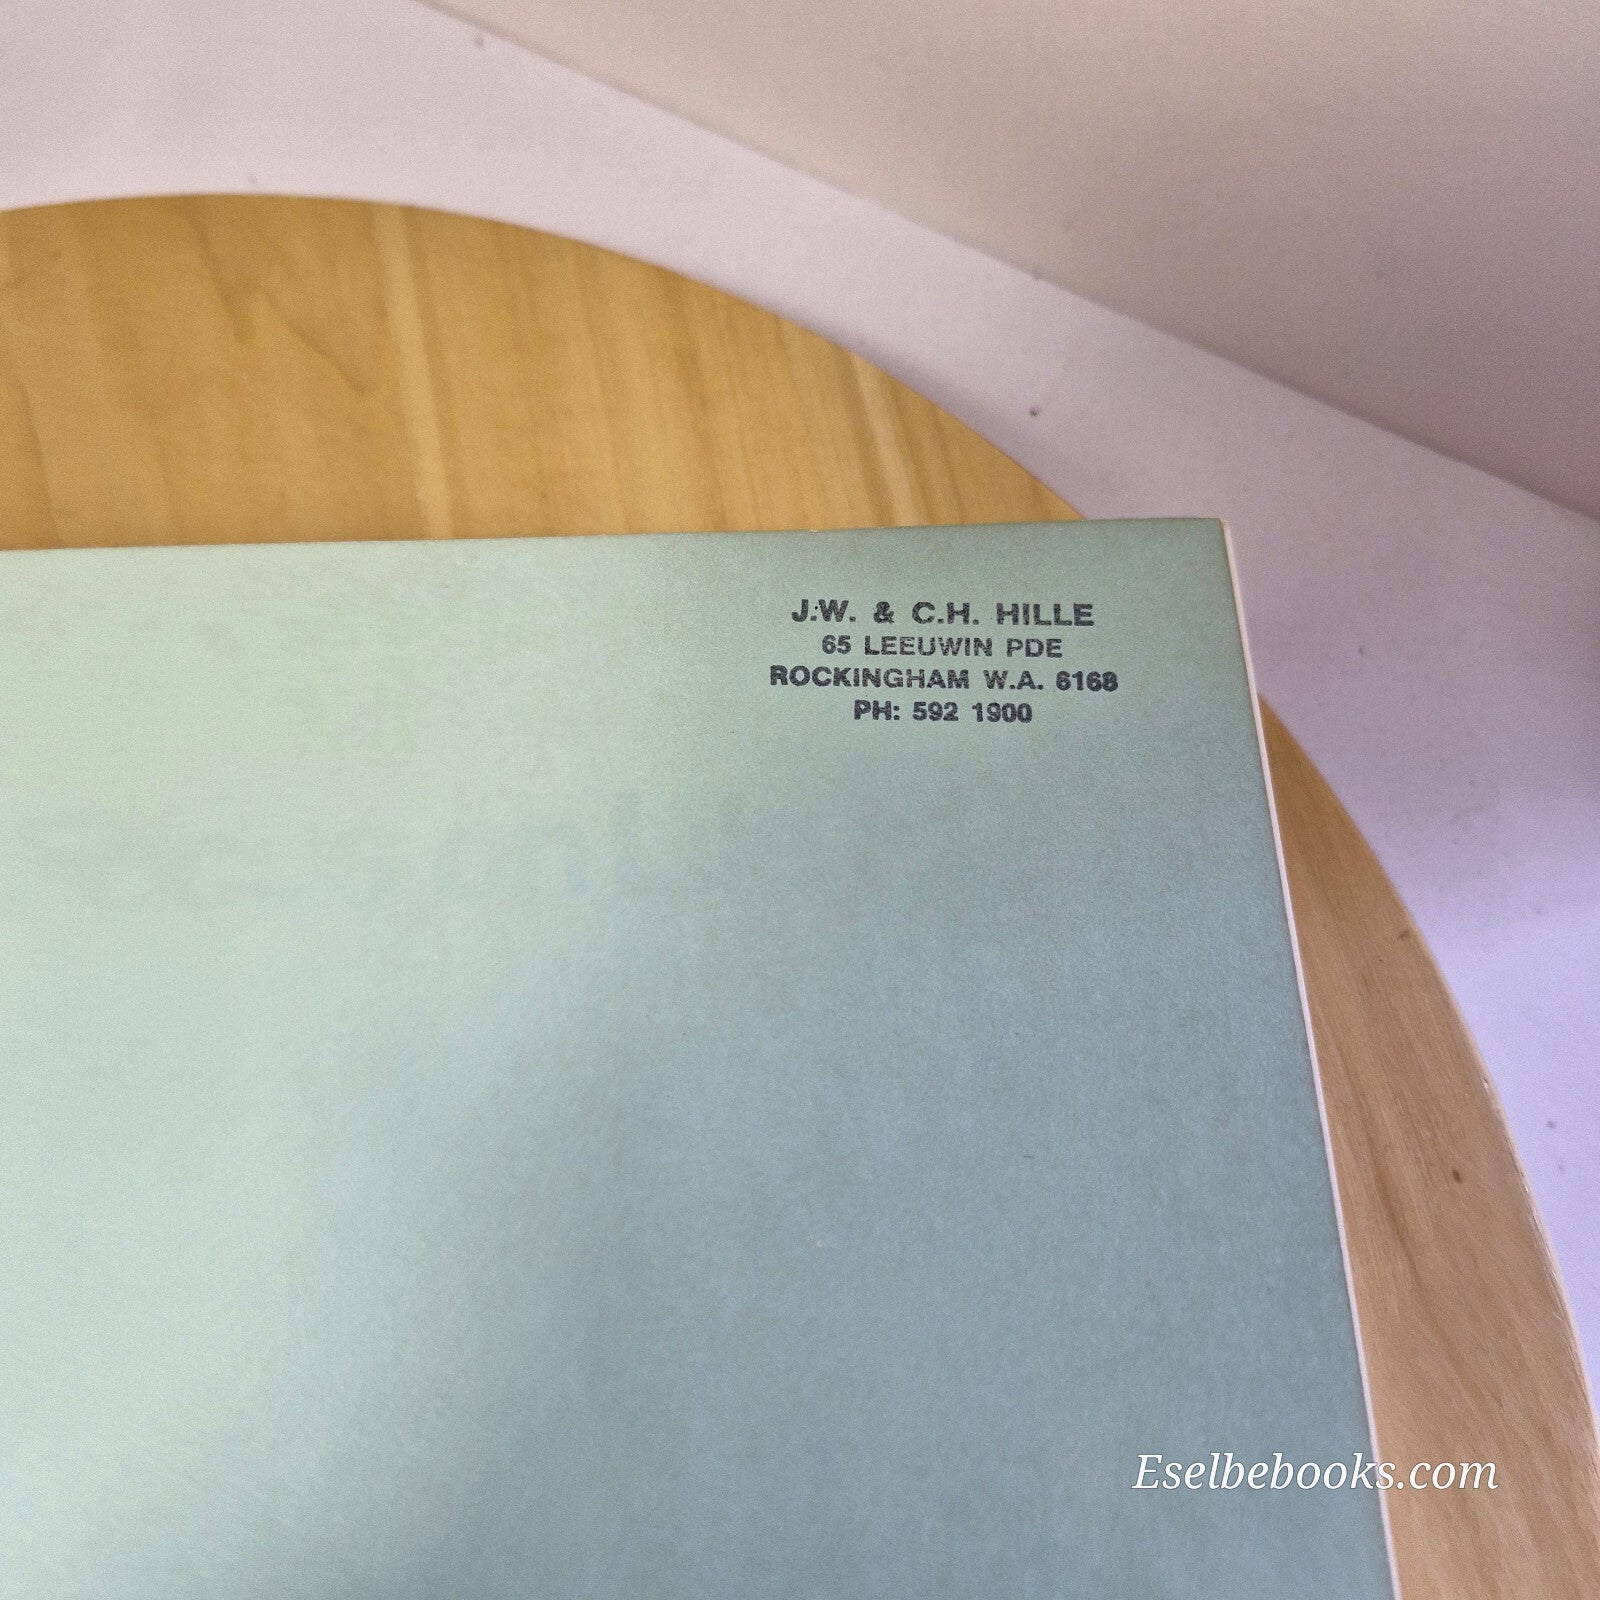 J.W. & C.H. HILLE
65 LEEUWIN PDE
ROCKINGHAM W.A. 6168
PH: 592 1900
Eselbebooks.com